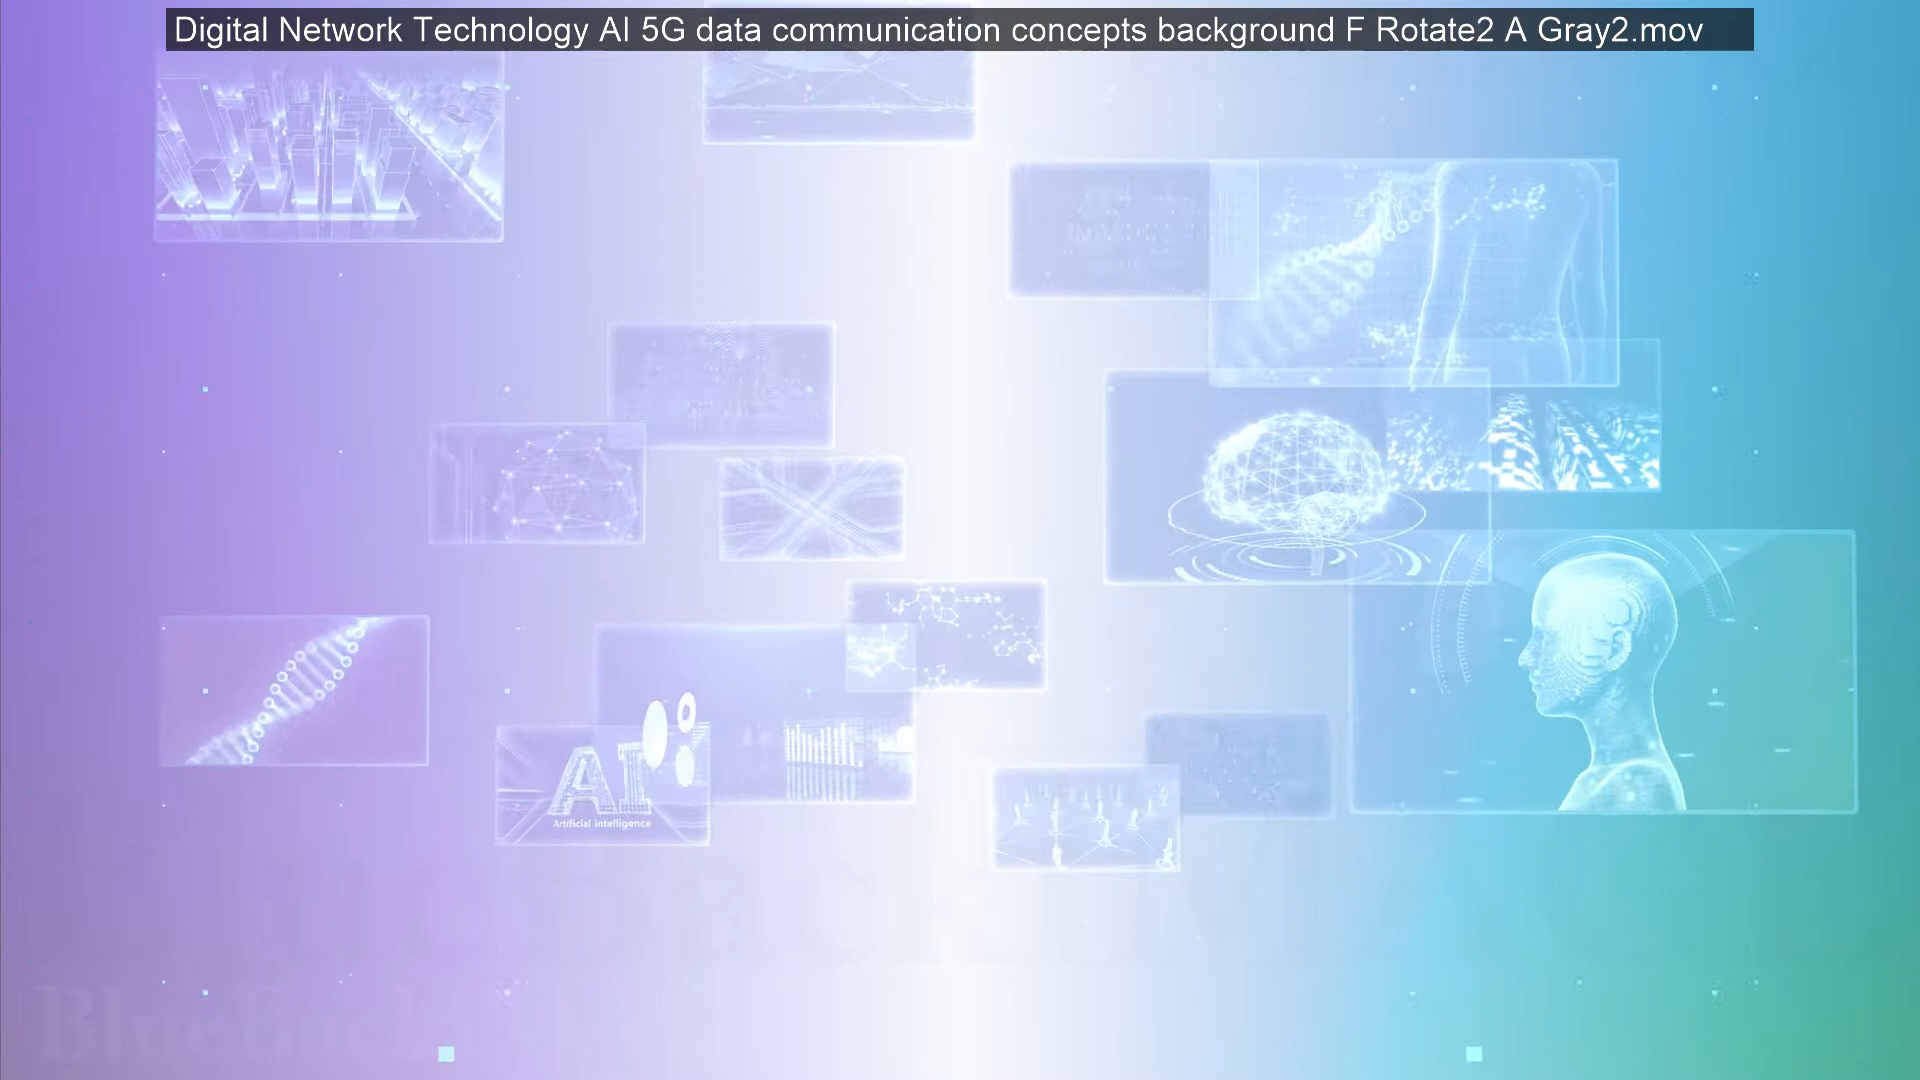 Digital Network Technology AI 5G data communication concepts background F Rotate2 A Gray2.mov
AI
Artificial intelligence